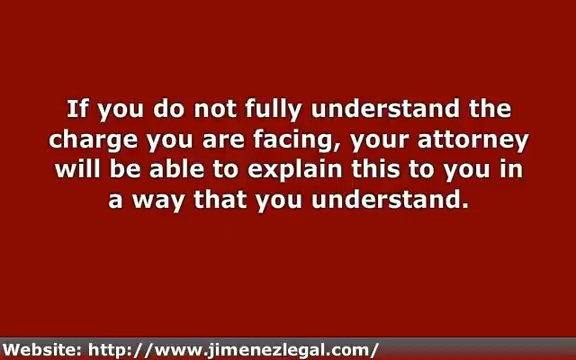 If you do not fully understand the
charge you are facing, your attorney
will be able to explain this to you in
a way that you understand.
Website: http://www.jimenezlegal.com/